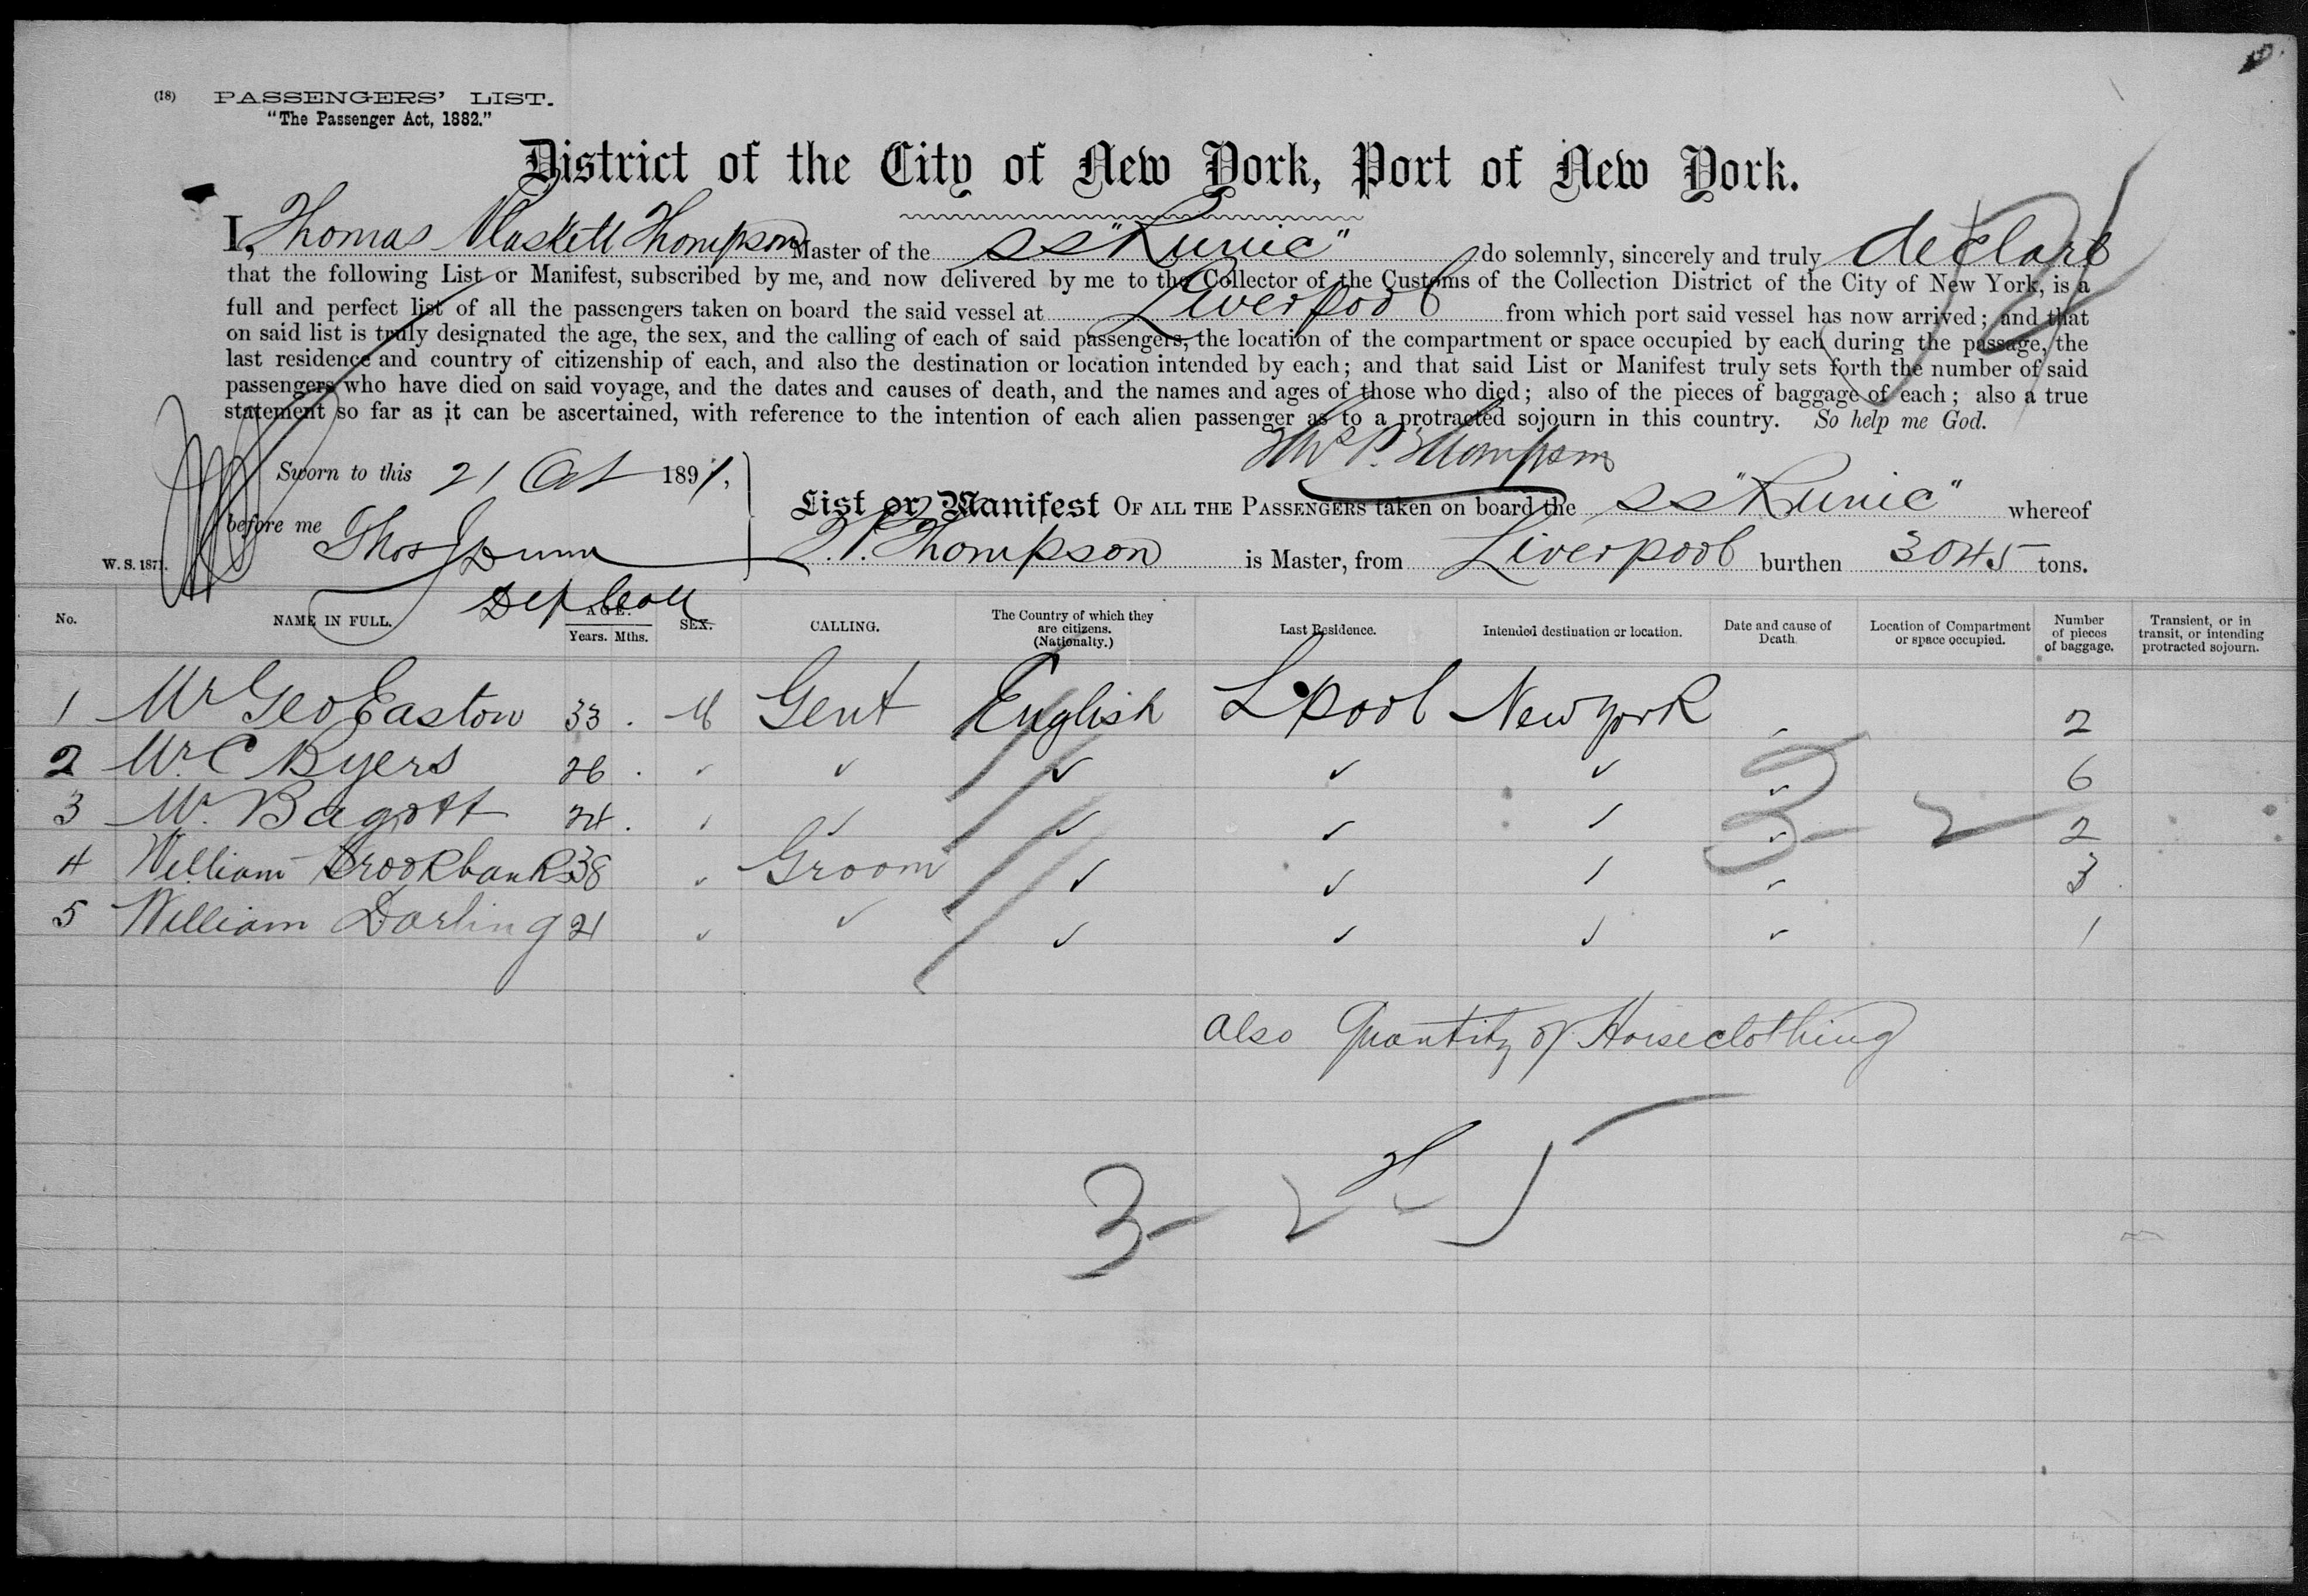 (18) PASSENGERS' LIST.
"The Passenger Act, 1882."
District of the City of New York, Port of New York.
I, Thomas Thompson Master of the SS "Runic" do solemnly, sincerely and truly declare
that the following List or Manifest, subscribed by me, and now delivered by me to the Collector of the Customs of the Collection District of the City of New York, is a
full and perfect list of all the passengers taken on board the said vessel at Liverpool from which port said vessel has now arrived; and that
on said list is truly designated the age, the sex, and the calling of each of said passengers, the location of the compartment or space occupied by each during the passage, the
last residence and country of citizenship of each, and also the destination or location intended by each; and that said List or Manifest truly sets forth the number of said
passengers who have died on said voyage, and the dates and causes of death, and the names and ages of those who died; also of the pieces of baggage of each; also a true
statement so far as it can be ascertained, with reference to the intention of each alien passenger as to a protracted sojourn in this country. So help me God.
Thos P. Thompson
Sworn to this 21 Oct 1891,
before me Thos Dunn
Dep Coll
W. S. 1871.
List or Manifest OF ALL THE PASSENGERS taken on board the SS "Runic" whereof
T. P. Thompson is Master, from Liverpool burthen 3045 tons.
No. NAME IN FULL. AGE. Years. Mths. SEX. CALLING. The Country of which they are citizens. (Nationalty.) Last Residence. Intended destination or location. Date and cause of Death. Location of Compartment or space occupied. Number of pieces of baggage. Transient, or in transit, or intending protracted sojourn.
1 Mr Geo Easton 33 . M Gent English L'pool New York 2
2 Mr C Byers 26 . ✓ ✓ ✓ ✓ ✓ ✓ 6
3 Mr Bagott 24 . ✓ ✓ ✓ ✓ ✓ ✓ 2
4 William Brookbanks 38 ✓ Groom ✓ ✓ ✓ ✓ 3
5 William Darling 21 ✓ ✓ ✓ ✓ ✓ ✓ 1
3 - 2
also Quantity of Horseclothing
3 - 2 5